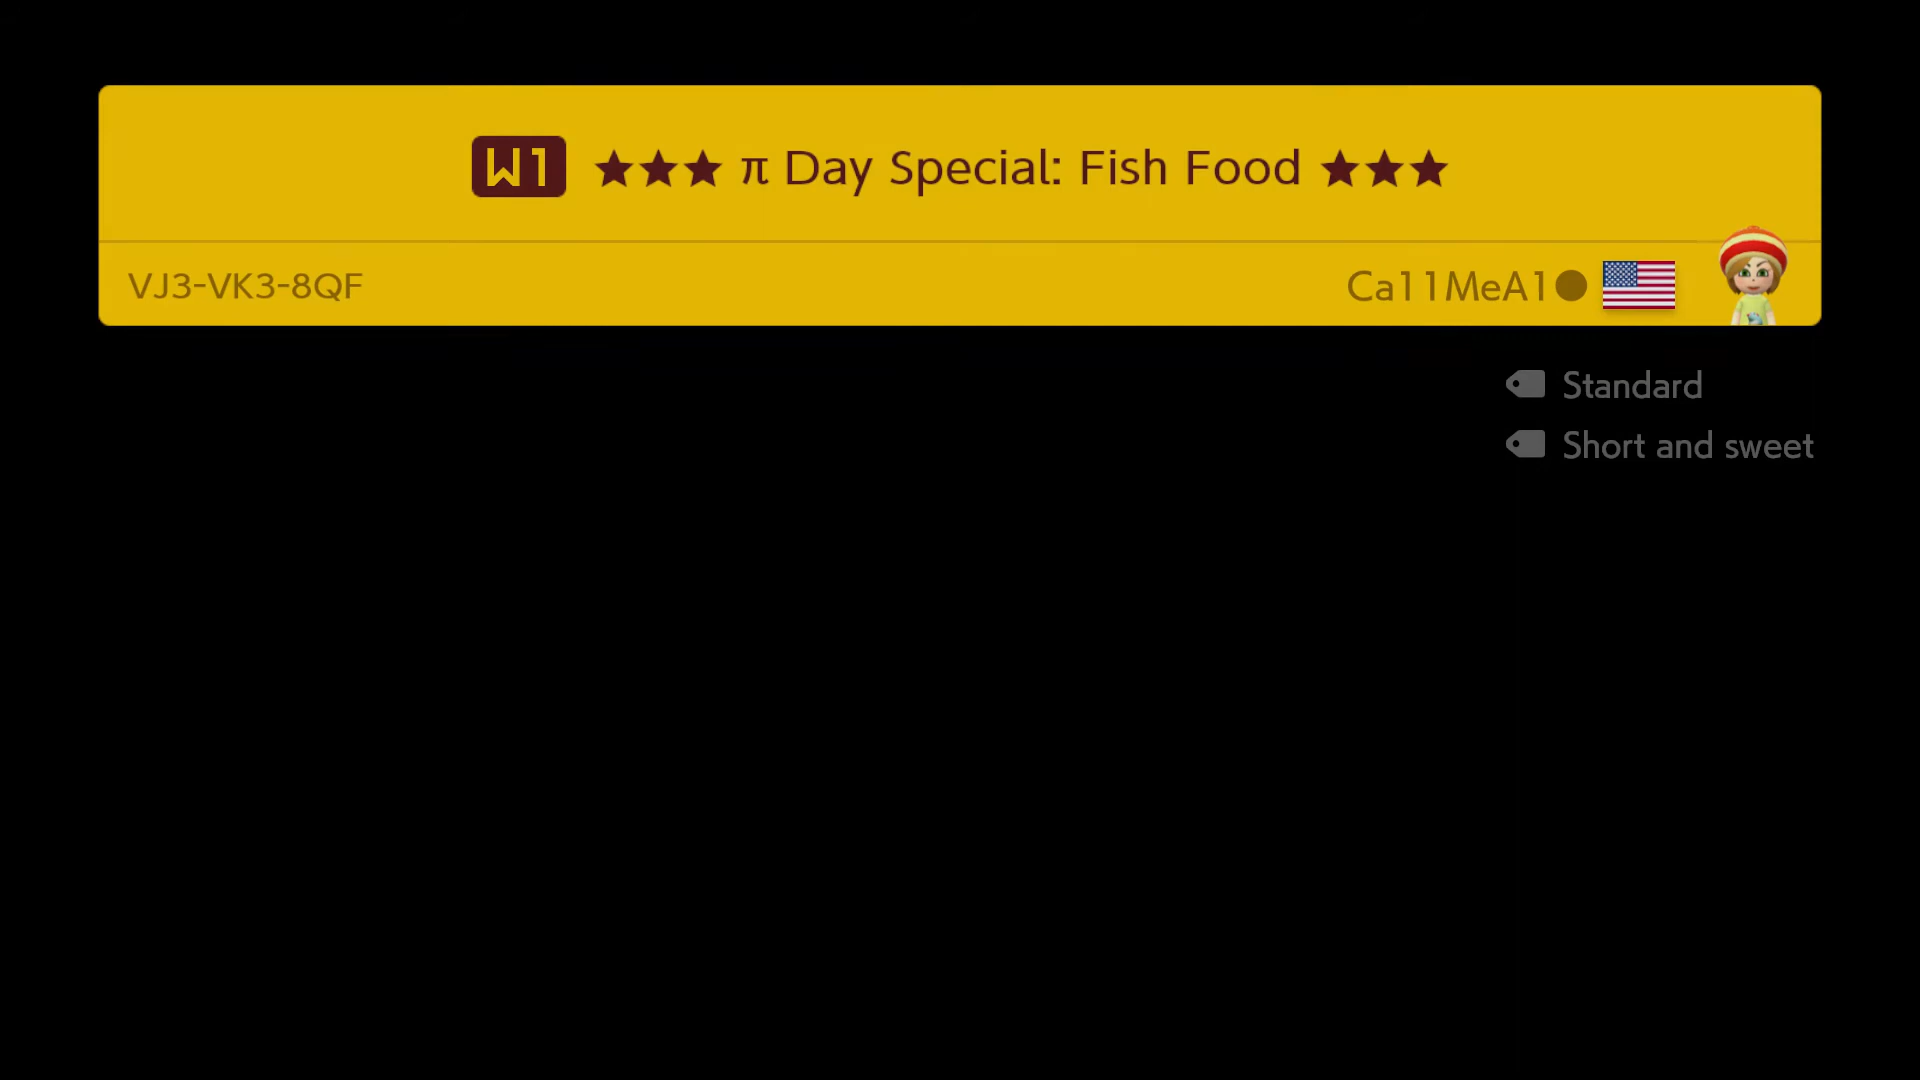 W1 ★★★ π Day Special: Fish Food ★★★
VJ3-VK3-8QF
Ca11MeA1●
Standard
Short and sweet